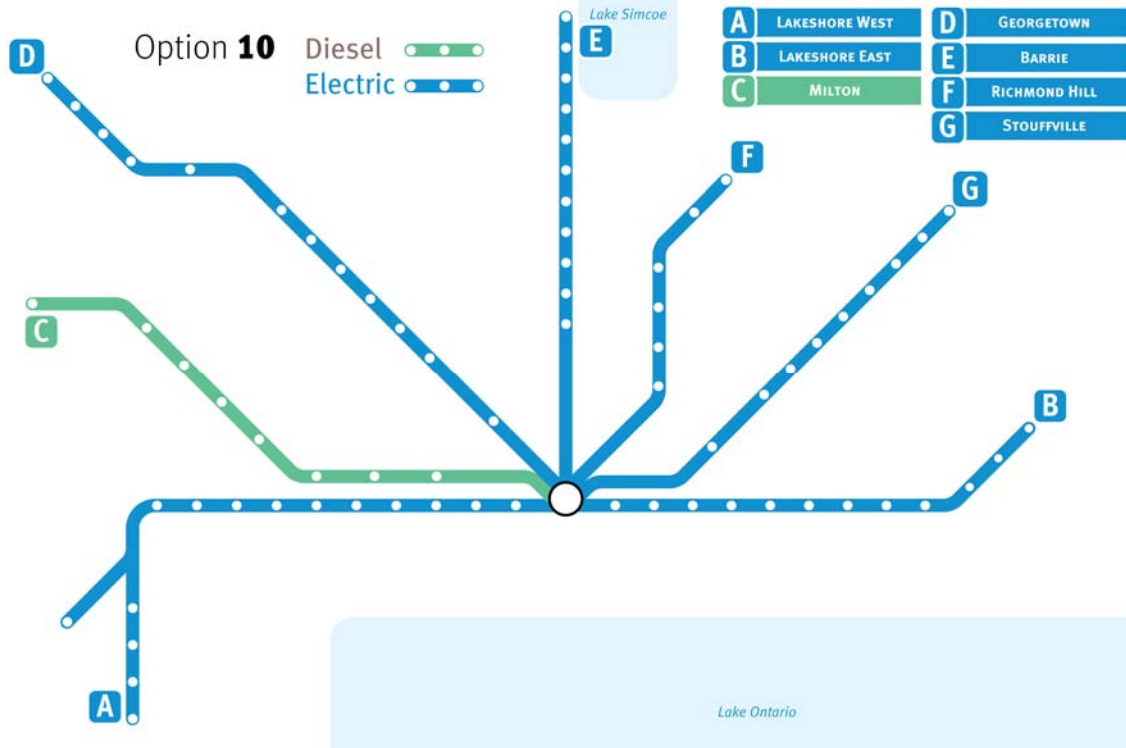 Option 10
Diesel
Electric
Lake Simcoe
A LAKESHORE WEST
B LAKESHORE EAST
C MILTON
D GEORGETOWN
E BARRIE
F RICHMOND HILL
G STOUFFVILLE
D
E
F
G
C
B
A
Lake Ontario